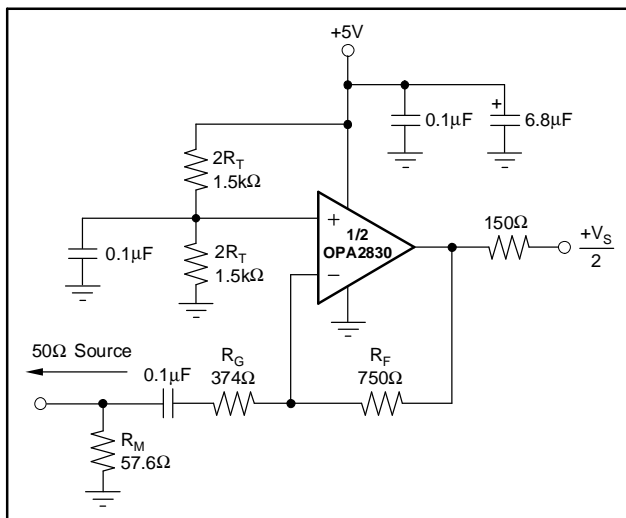 +5V
0.1μF
+
6.8μF
2R_T
1.5kΩ
0.1μF
2R_T
1.5kΩ
+
1/2
OPA2830
−
150Ω
+V_S
2
50Ω Source
0.1μF
R_G
374Ω
R_F
750Ω
R_M
57.6Ω